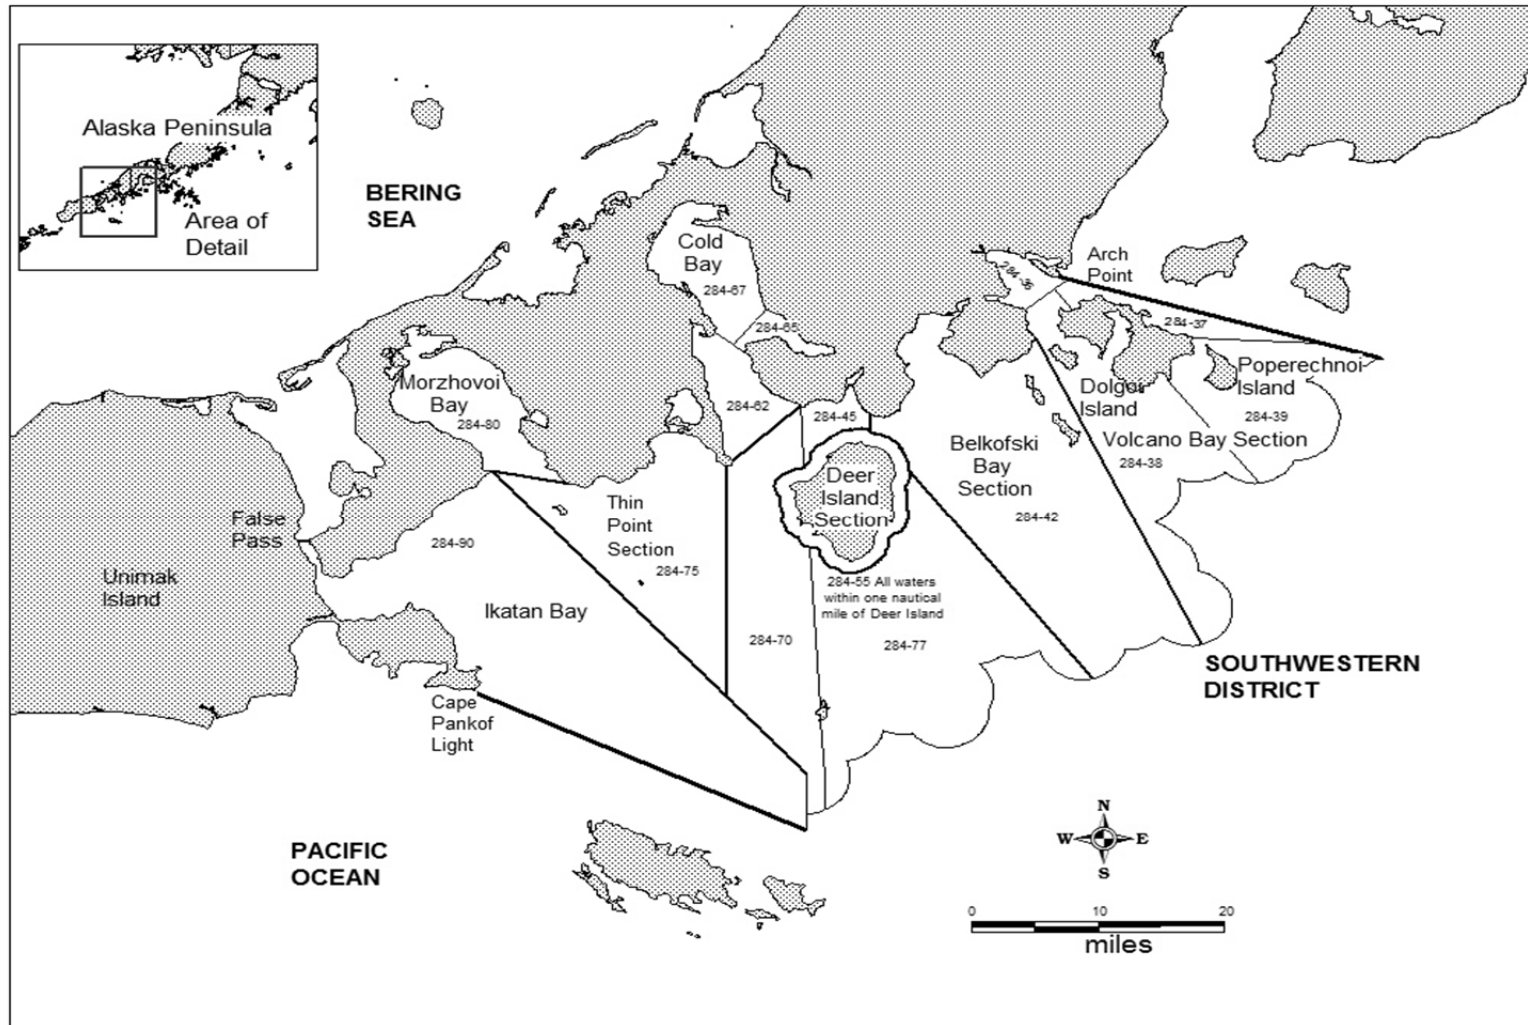 Alaska Peninsula
Area of
Detail
BERING
SEA
Cold
Bay
284-67
284-65
284-36
Arch
Point
284-37
Morzhovoi
Bay
284-80
284-62
284-45
Dolgoi
Island
Poperechnoi
Island
284-39
Volcano Bay Section
284-38
Belkofski
Bay
Section
284-42
Deer
Island
Section
Thin
Point
Section
284-75
False
Pass
284-90
Unimak
Island
Ikatan Bay
284-55 All waters
within one nautical
mile of Deer Island
284-70
284-77
SOUTHWESTERN
DISTRICT
Cape
Pankof
Light
PACIFIC
OCEAN
N
W E
S
0 10 20
miles